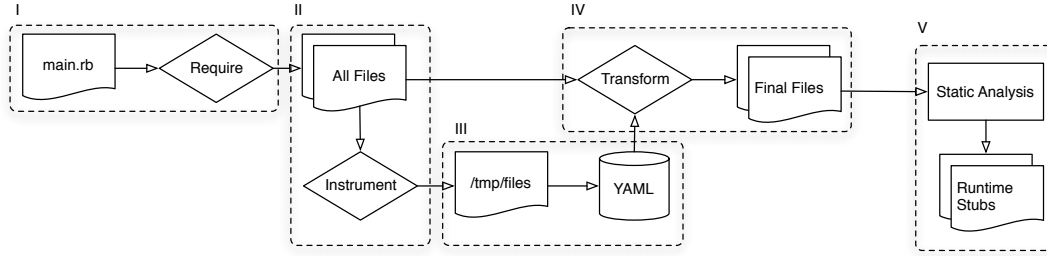 I
main.rb
Require
II
All Files
Instrument
III
/tmp/files
YAML
IV
Transform
Final Files
V
Static Analysis
Runtime
Stubs